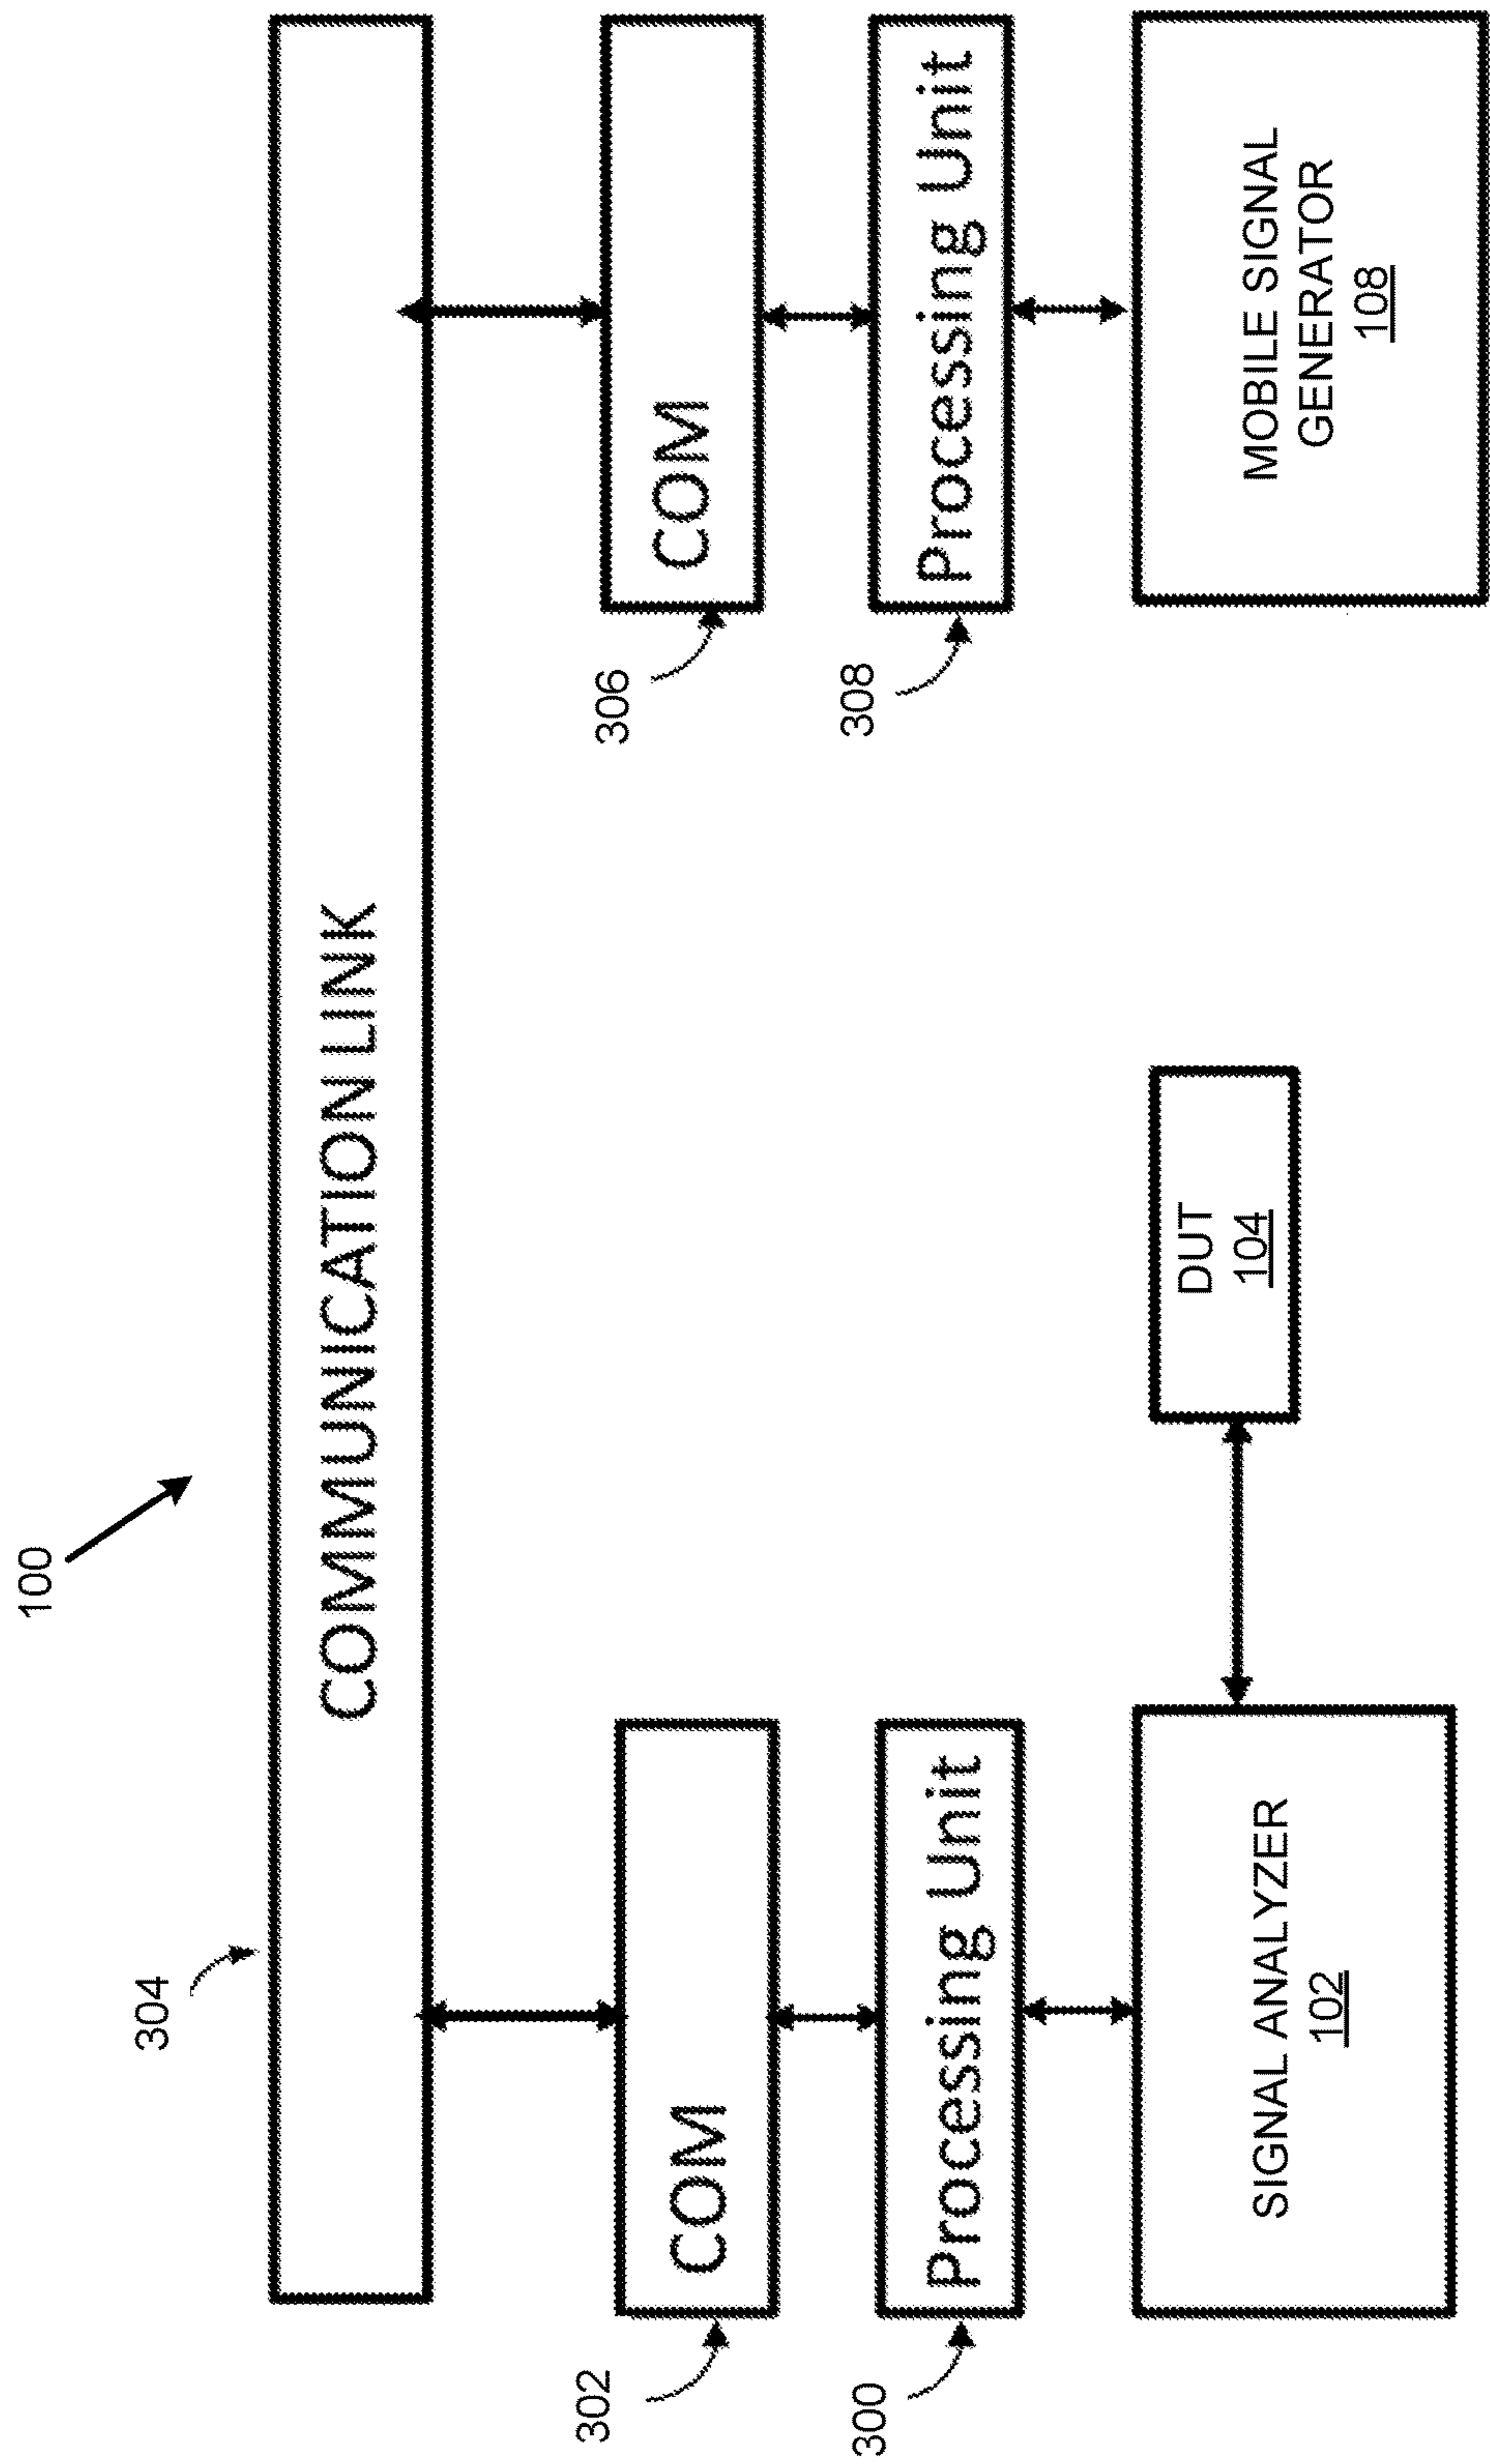 100
304
COMMUNICATION LINK
302
COM
306
COM
300
Processing Unit
308
Processing Unit
SIGNAL ANALYZER
102
DUT
104
MOBILE SIGNAL
GENERATOR
108